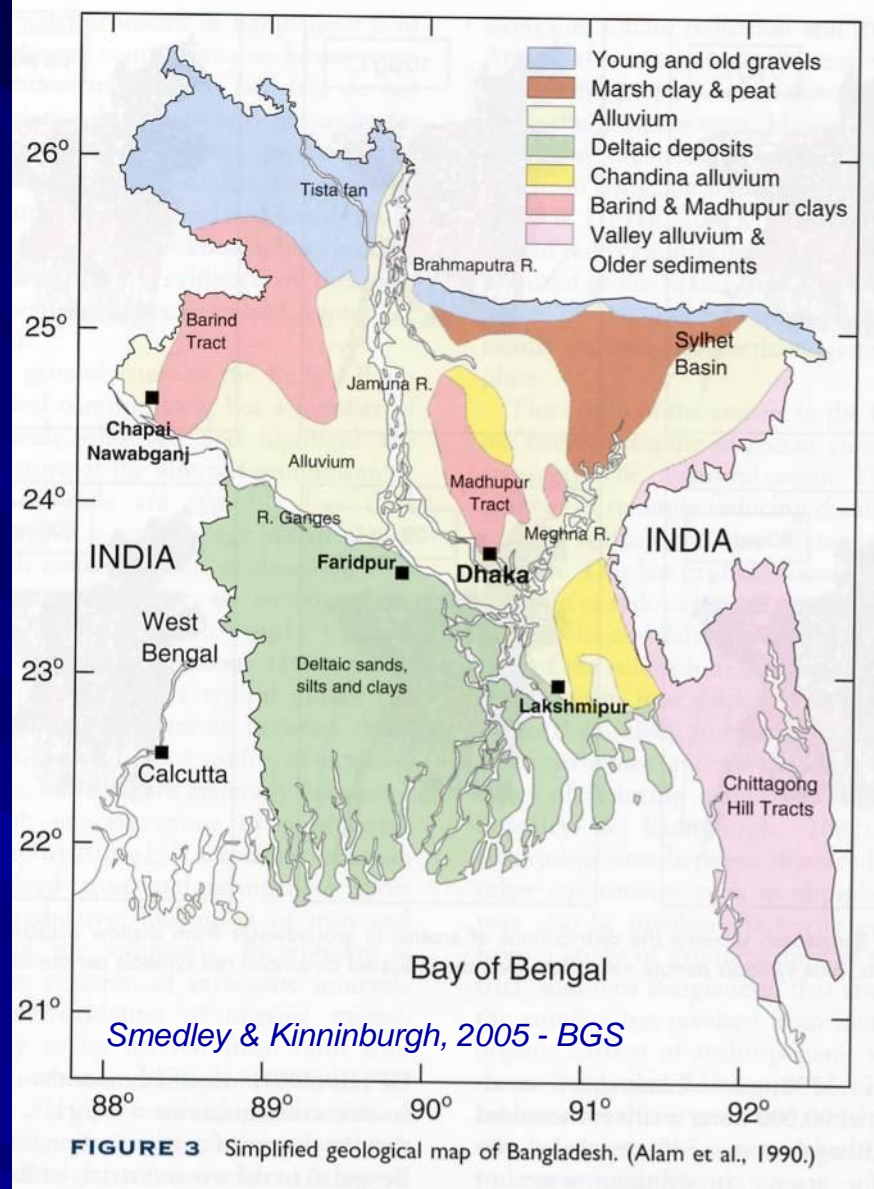 Young and old gravels
Marsh clay & peat
Alluvium
Deltaic deposits
Chandina alluvium
Barind & Madhupur clays
Valley alluvium &
Older sediments
26°
25°
24°
23°
22°
21°
Tista fan
Brahmaputra R.
Barind
Tract
Sylhet
Basin
Jamuna R.
Chapai
Nawabganj
Alluvium
Madhupur
Tract
R. Ganges
Meghna R.
INDIA
INDIA
Faridpur
Dhaka
West
Bengal
Deltaic sands,
silts and clays
Lakshmipur
Calcutta
Chittagong
Hill Tracts
Bay of Bengal
Smedley & Kinninburgh, 2005 - BGS
88°
89°
90°
91°
92°
FIGURE 3 Simplified geological map of Bangladesh. (Alam et al., 1990.)